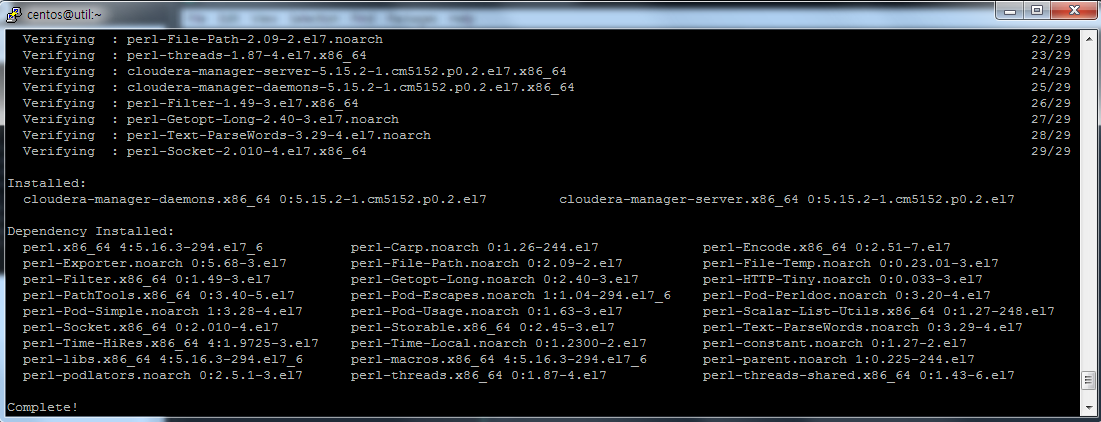 centos@util:~
Verifying  : perl-File-Path-2.09-2.el7.noarch 22/29
Verifying  : perl-threads-1.87-4.el7.x86_64 23/29
Verifying  : cloudera-manager-server-5.15.2-1.cm5152.p0.2.el7.x86_64 24/29
Verifying  : cloudera-manager-daemons-5.15.2-1.cm5152.p0.2.el7.x86_64 25/29
Verifying  : perl-Filter-1.49-3.el7.x86_64 26/29
Verifying  : perl-Getopt-Long-2.40-3.el7.noarch 27/29
Verifying  : perl-Text-ParseWords-3.29-4.el7.noarch 28/29
Verifying  : perl-Socket-2.010-4.el7.x86_64 29/29
Installed:
cloudera-manager-daemons.x86_64 0:5.15.2-1.cm5152.p0.2.el7 cloudera-manager-server.x86_64 0:5.15.2-1.cm5152.p0.2.el7
Dependency Installed:
perl.x86_64 4:5.16.3-294.el7_6 perl-Carp.noarch 0:1.26-244.el7 perl-Encode.x86_64 0:2.51-7.el7
perl-Exporter.noarch 0:5.68-3.el7 perl-File-Path.noarch 0:2.09-2.el7 perl-File-Temp.noarch 0:0.23.01-3.el7
perl-Filter.x86_64 0:1.49-3.el7 perl-Getopt-Long.noarch 0:2.40-3.el7 perl-HTTP-Tiny.noarch 0:0.033-3.el7
perl-PathTools.x86_64 0:3.40-5.el7 perl-Pod-Escapes.noarch 1:1.04-294.el7_6 perl-Pod-Perldoc.noarch 0:3.20-4.el7
perl-Pod-Simple.noarch 1:3.28-4.el7 perl-Pod-Usage.noarch 0:1.63-3.el7 perl-Scalar-List-Utils.x86_64 0:1.27-248.el7
perl-Socket.x86_64 0:2.010-4.el7 perl-Storable.x86_64 0:2.45-3.el7 perl-Text-ParseWords.noarch 0:3.29-4.el7
perl-Time-HiRes.x86_64 4:1.9725-3.el7 perl-Time-Local.noarch 0:1.2300-2.el7 perl-constant.noarch 0:1.27-2.el7
perl-libs.x86_64 4:5.16.3-294.el7_6 perl-macros.x86_64 4:5.16.3-294.el7_6 perl-parent.noarch 1:0.225-244.el7
perl-podlators.noarch 0:2.5.1-3.el7 perl-threads.x86_64 0:1.87-4.el7 perl-threads-shared.x86_64 0:1.43-6.el7
Complete!